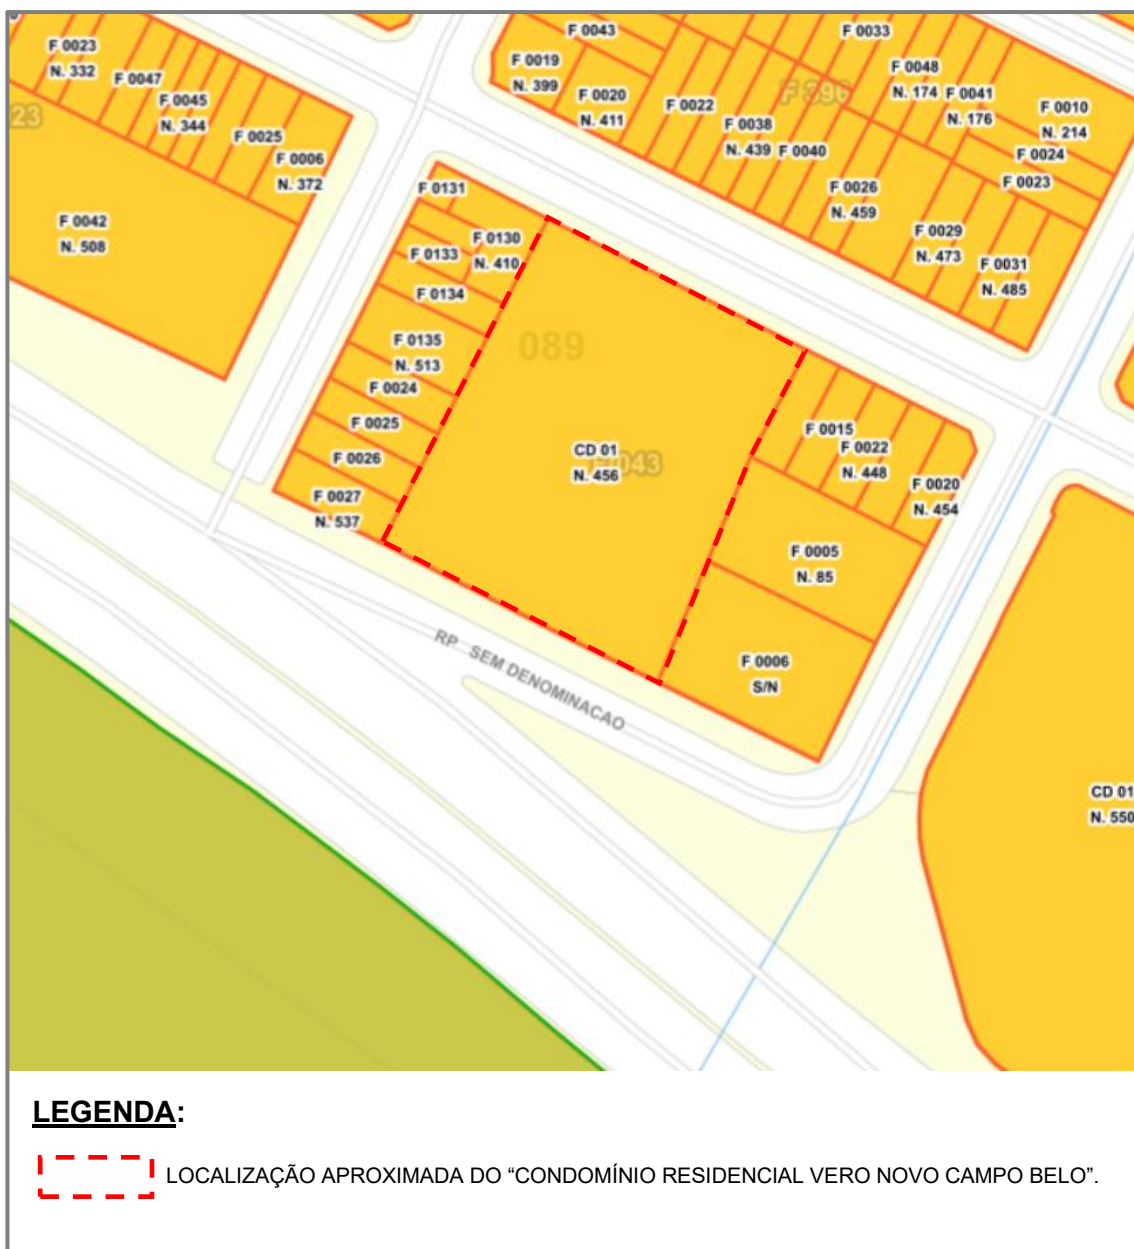 F 0043
F 0033
F 0023
N. 332
F 0019
N. 399
F 0047
F 0048
N. 174
F 0041
N. 176
F 396
F 0045
N. 344
F 0020
N. 411
F 0022
F 0010
N. 214
23
F 0025
F 0038
N. 439
F 0040
F 0024
F 0006
N. 372
F 0023
F 0131
F 0026
N. 459
F 0042
N. 508
F 0130
N. 410
F 0029
N. 473
F 0133
F 0031
N. 485
F 0134
F 0135
N. 513
089
F 0024
F 0025
F 0015
F 0022
N. 448
F 0026
CD 01
N. 456
043
F 0020
N. 454
F 0027
N. 537
F 0005
N. 85
RP SEM DENOMINACAO
F 0006
S/N
CD 01
N. 550
LEGENDA:
LOCALIZAÇÃO APROXIMADA DO “CONDOMÍNIO RESIDENCIAL VERO NOVO CAMPO BELO”.